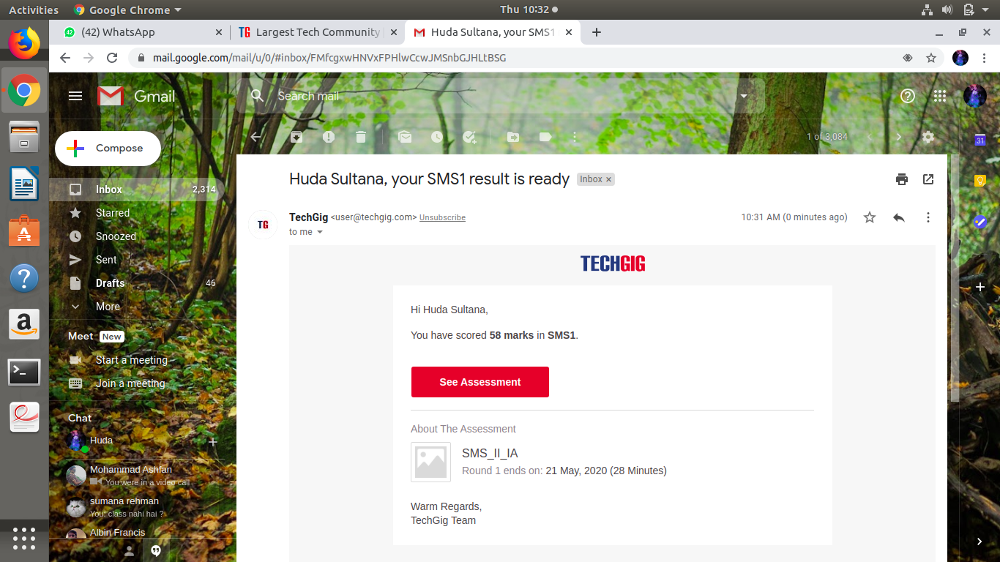 Activities
Google Chrome
Thu 10:32
(42) WhatsApp
TG Largest Tech Community
Huda Sultana, your SMS1
mail.google.com/mail/u/0/#inbox/FMfcgxwHNVxFPHlwCcwJMSnbGJHLtBSG
Gmail
Search mail
Compose
1 of 3,084
31
Inbox 2,314
Starred
Snoozed
Sent
Drafts 46
More
Meet New
Start a meeting
Join a meeting
Chat
Huda
Mohammad Ashfan
You were in a video call
sumana rehman
You: class nahi hai ?
Albin Francis
Huda Sultana, your SMS1 result is ready Inbox ×
TG
TechGig <user@techgig.com> Unsubscribe
10:31 AM (0 minutes ago)
to me
TECHGIG
Hi Huda Sultana,
You have scored 58 marks in SMS1.
See Assessment
About The Assessment
SMS_II_IA
Round 1 ends on: 21 May, 2020 (28 Minutes)
Warm Regards,
TechGig Team